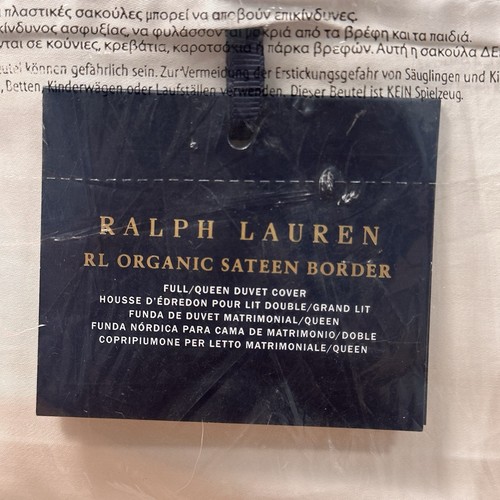 πλαστικές σακούλες μπορεί να αποβούν επικίνδυνες.
κίνδυνος ασφυξίας, να φυλάσσονται μακριά από τα βρέφη και τα παιδιά.
νται σε κούνιες, κρεβάτια, καροτσάκια ή πάρκα βρεφών. Αυτή η σακούλα ΔΕ
eutel können gefährlich sein. Zur Vermeidung der Erstickungsgefahr von Säuglingen und Ki
, Betten, Kinderwägen oder Laufställen verwenden. Dieser Beutel ist KEIN Spielzeug.
RALPH LAUREN
RL ORGANIC SATEEN BORDER
FULL/QUEEN DUVET COVER
HOUSSE D'ÉDREDON POUR LIT DOUBLE/GRAND LIT
FUNDA DE DUVET MATRIMONIAL/QUEEN
FUNDA NÓRDICA PARA CAMA DE MATRIMONIO/DOBLE
COPRIPIUMONE PER LETTO MATRIMONIALE/QUEEN